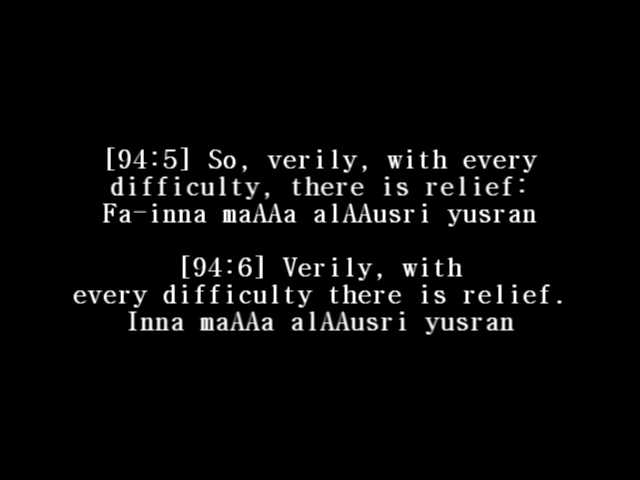 [94:5] So, verily, with every
difficulty, there is relief:
Fa-inna maAAa alAAusri yusran
[94:6] Verily, with
every difficulty there is relief.
Inna maAAa alAAusri yusran